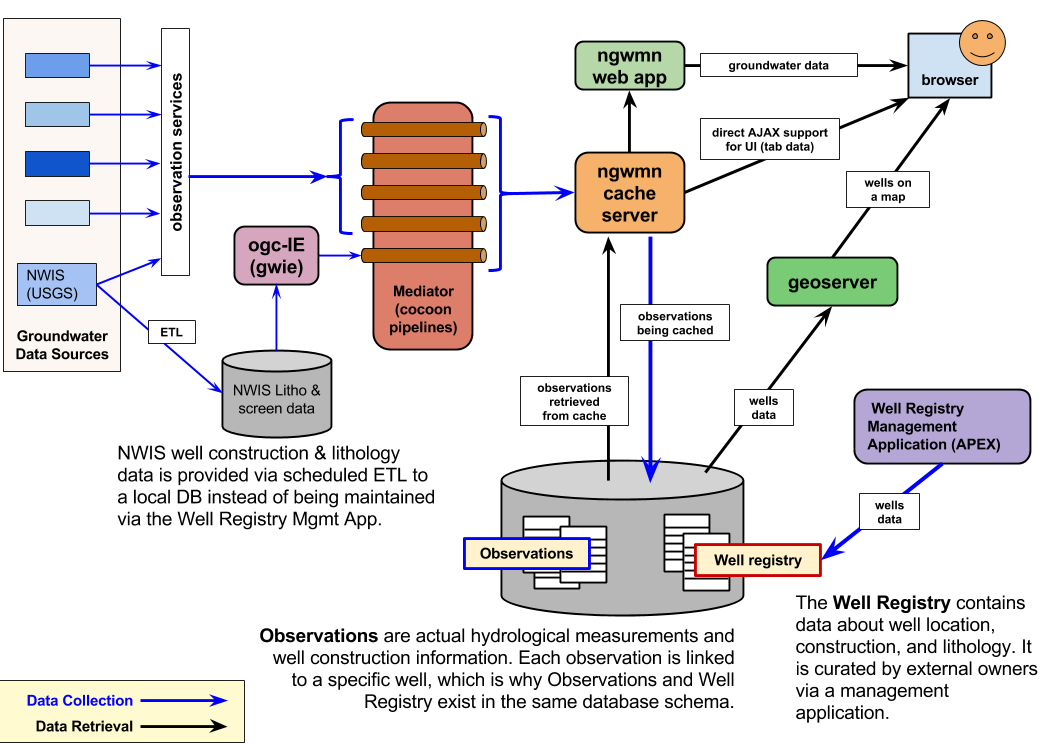 observation services
NWIS
(USGS)
Groundwater
Data Sources
ETL
ogc-IE
(gwie)
NWIS Litho &
screen data
NWIS well construction & lithology
data is provided via scheduled ETL to
a local DB instead of being maintained
via the Well Registry Mgmt App.
Mediator
(cocoon
pipelines)
ngwmn
web app
groundwater data
browser
direct AJAX support
for UI (tab data)
ngwmn
cache
server
wells on
a map
geoserver
observations
being cached
observations
retrieved
from cache
wells
data
Well Registry
Management
Application (APEX)
wells
data
Observations
Well registry
Observations are actual hydrological measurements and
well construction information. Each observation is linked
to a specific well, which is why Observations and Well
Registry exist in the same database schema.
The Well Registry contains
data about well location,
construction, and lithology. It
is curated by external owners
via a management
application.
Data Collection
Data Retrieval